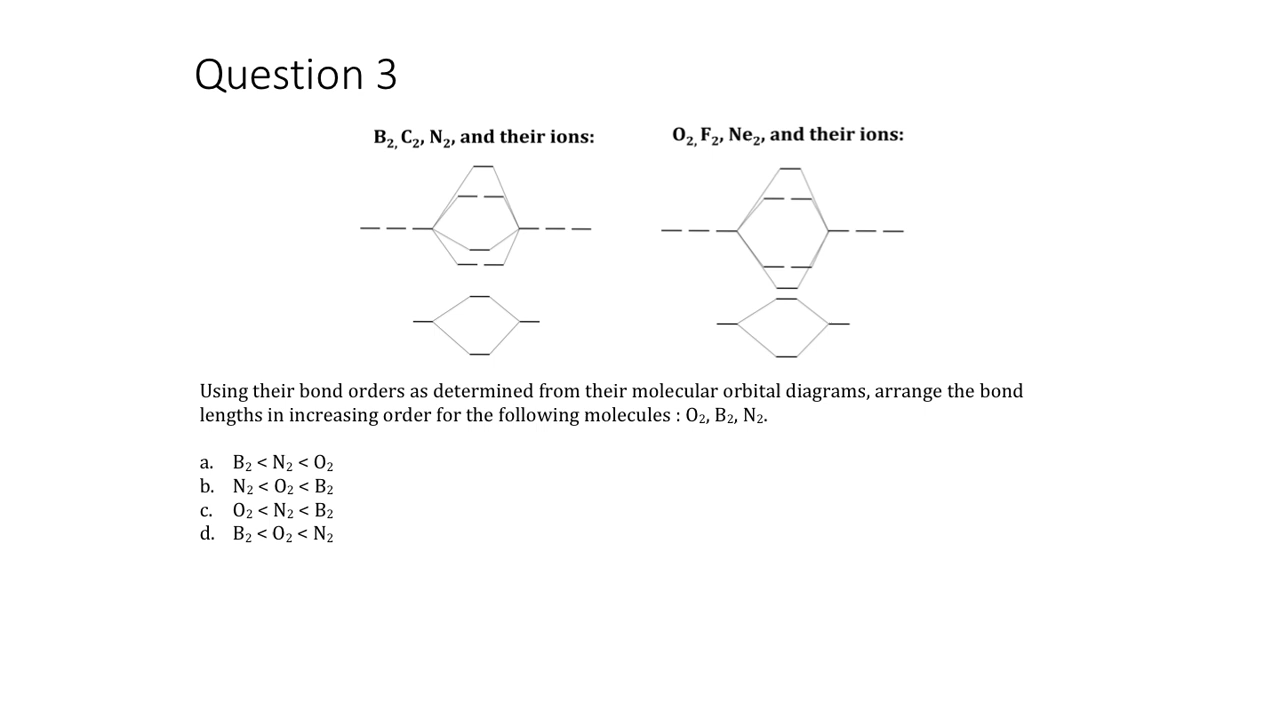 Question 3
B₂, C₂, N₂, and their ions:
O₂, F₂, Ne₂, and their ions:
Using their bond orders as determined from their molecular orbital diagrams, arrange the bond
lengths in increasing order for the following molecules : O₂, B₂, N₂.
a. B₂ < N₂ < O₂
b. N₂ < O₂ < B₂
c. O₂ < N₂ < B₂
d. B₂ < O₂ < N₂